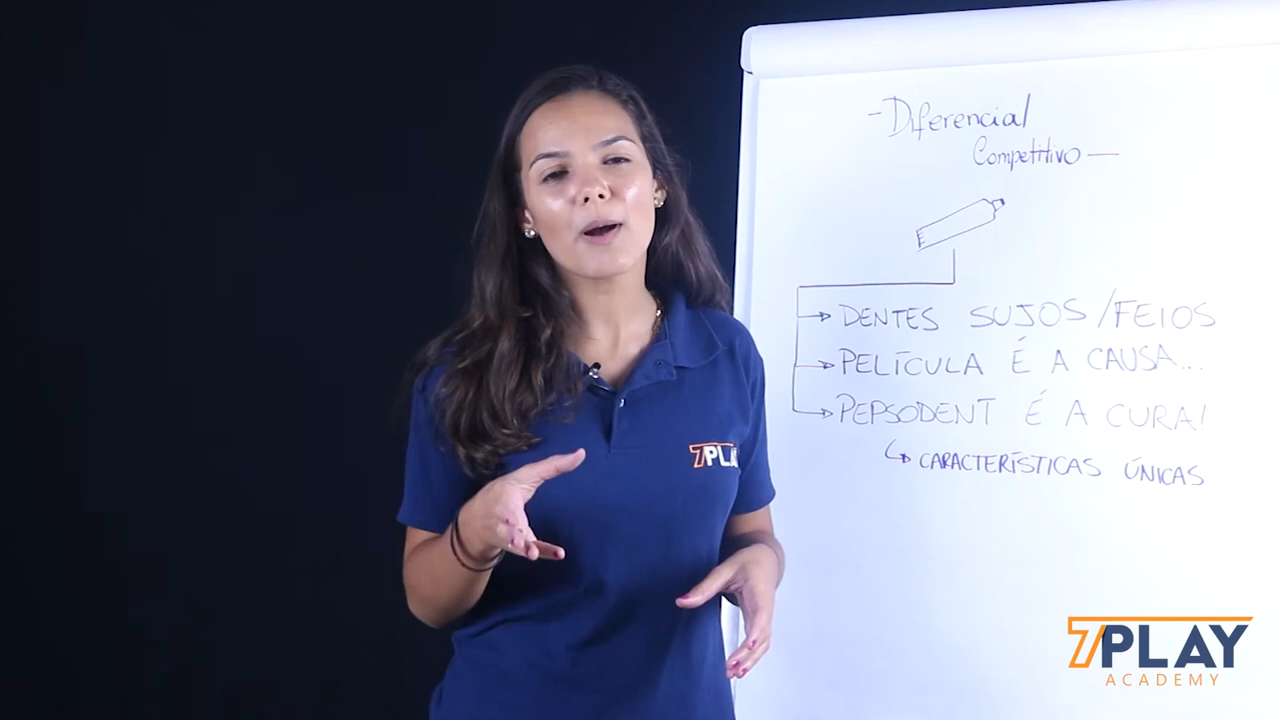 - Diferencial
Competitivo —
DENTES SUJOS/FEIOS
PELÍCULA É A CAUSA...
PEPSODENT É A CURA!
CARACTERÍSTICAS ÚNICAS
7PLAY
7PLAY
ACADEMY